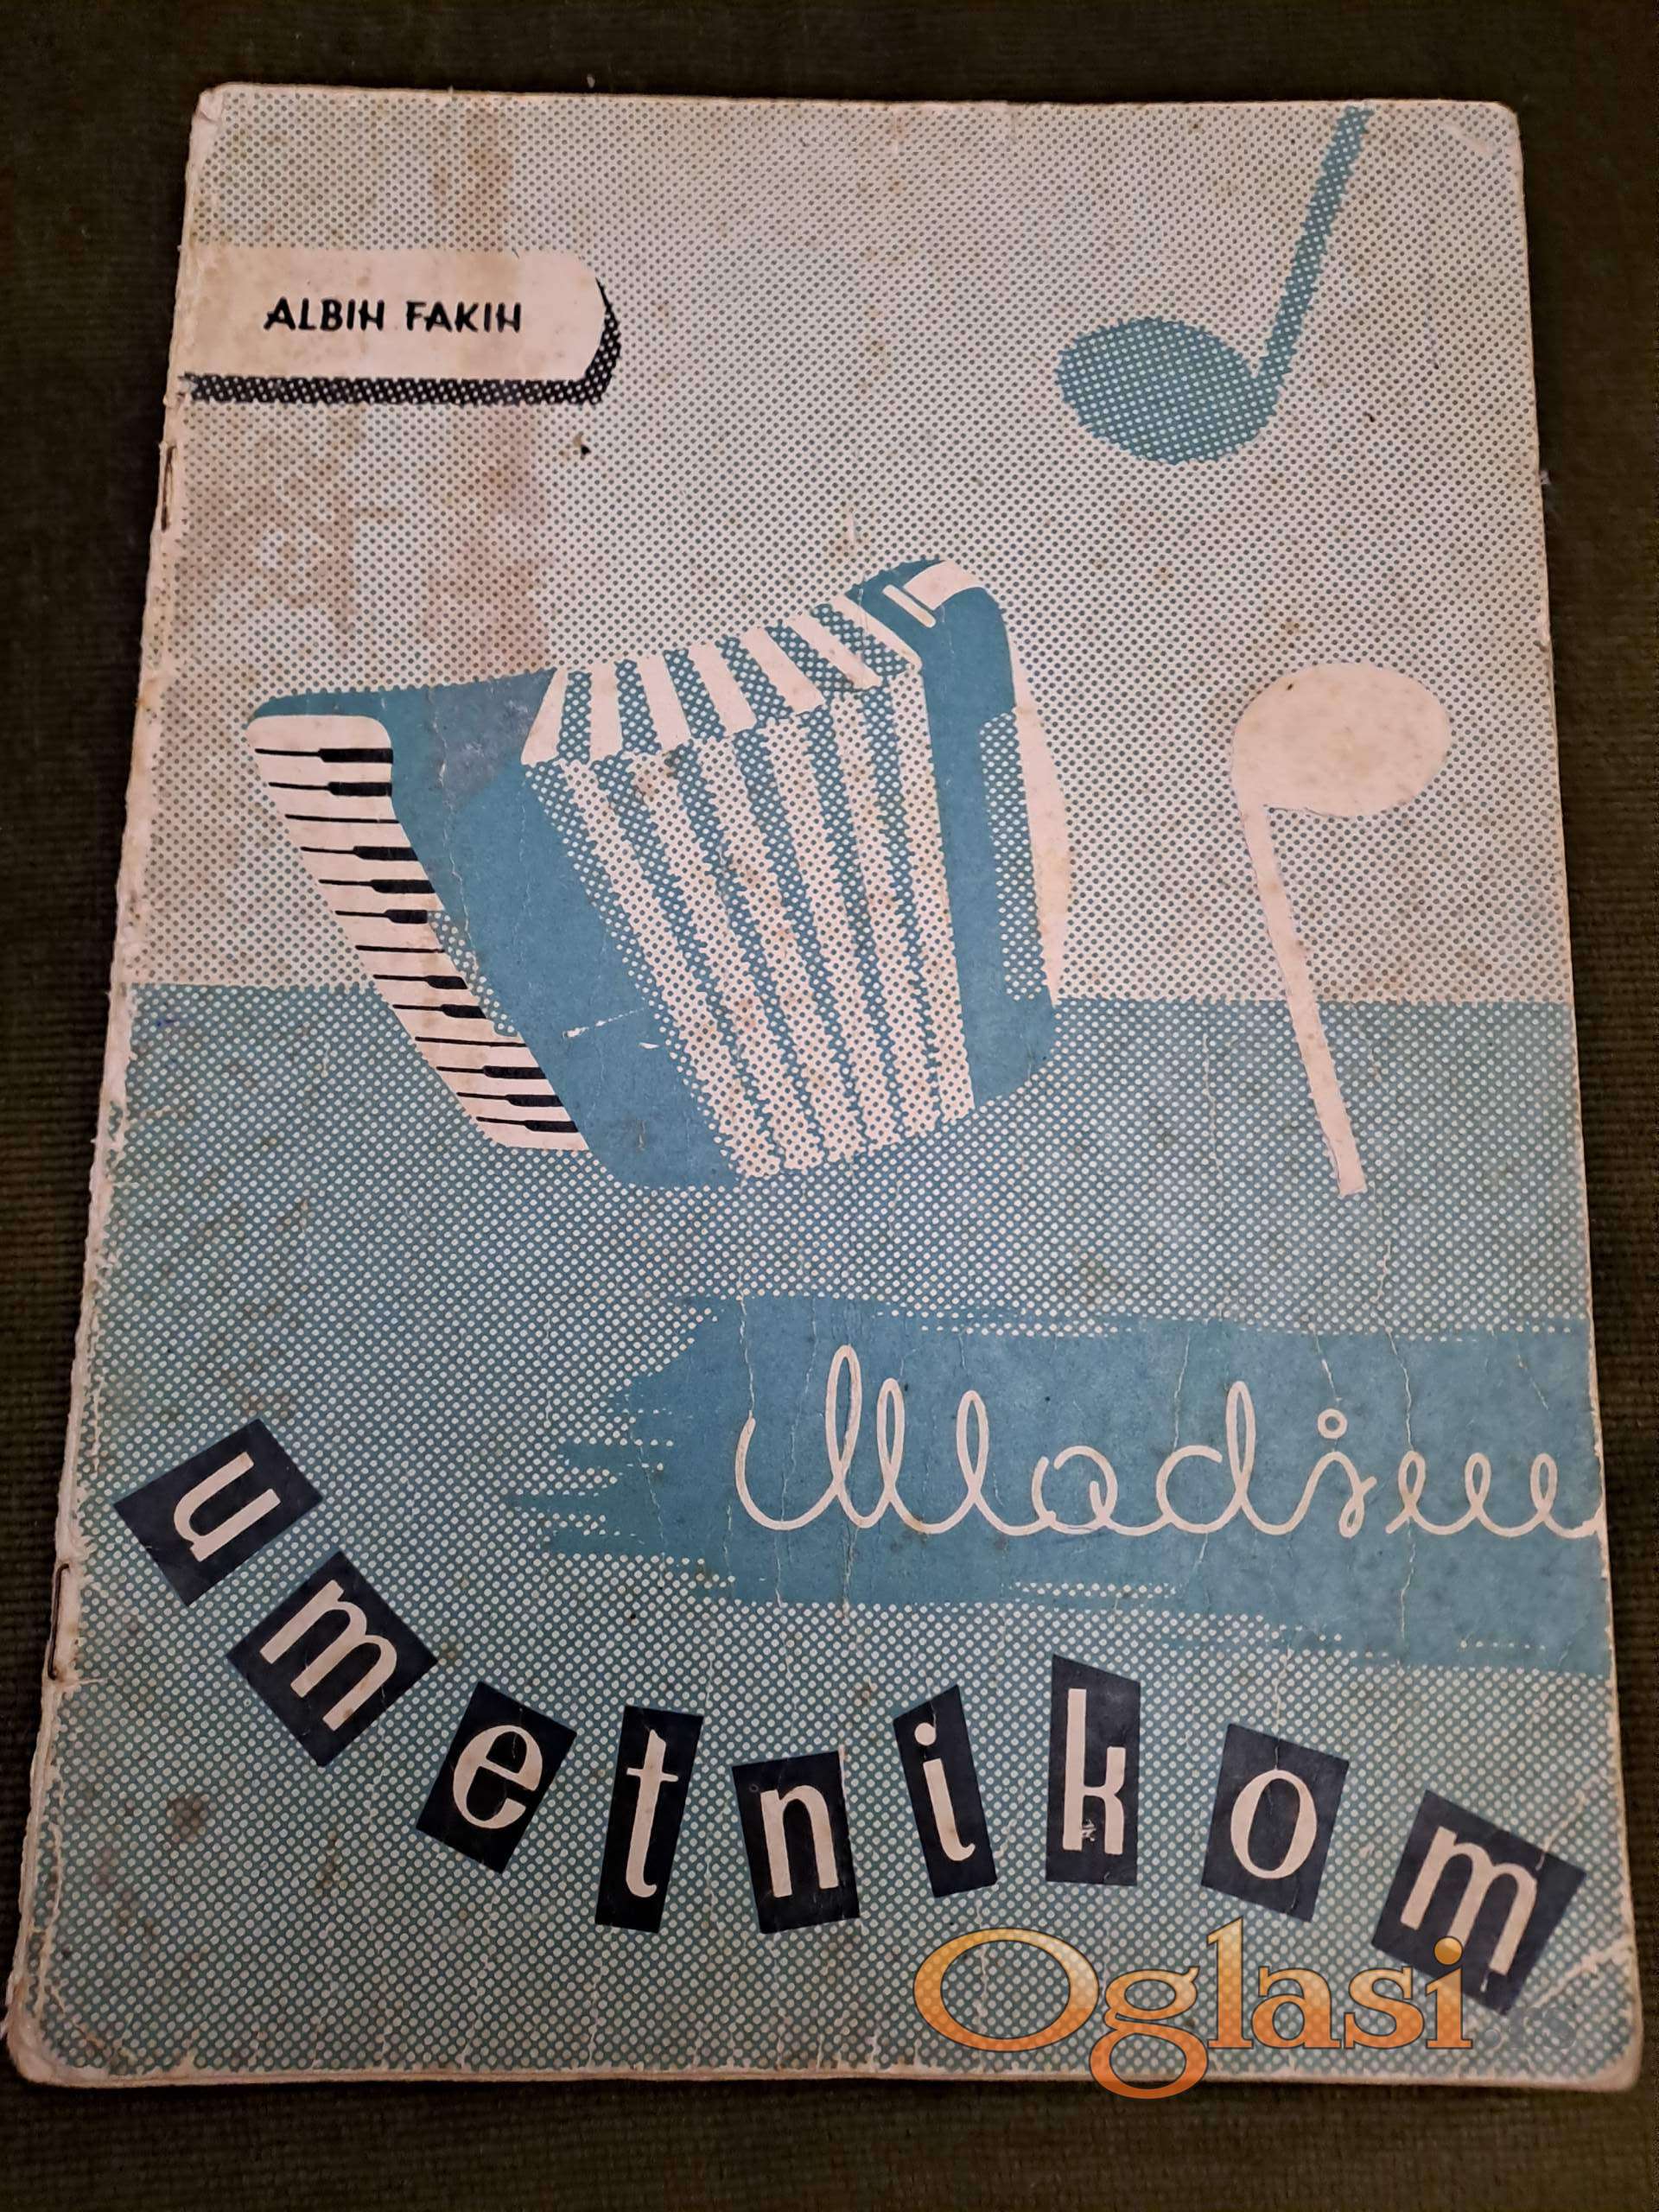 ALBIN FAKIN
Mladim
umetnikom
Oglasi